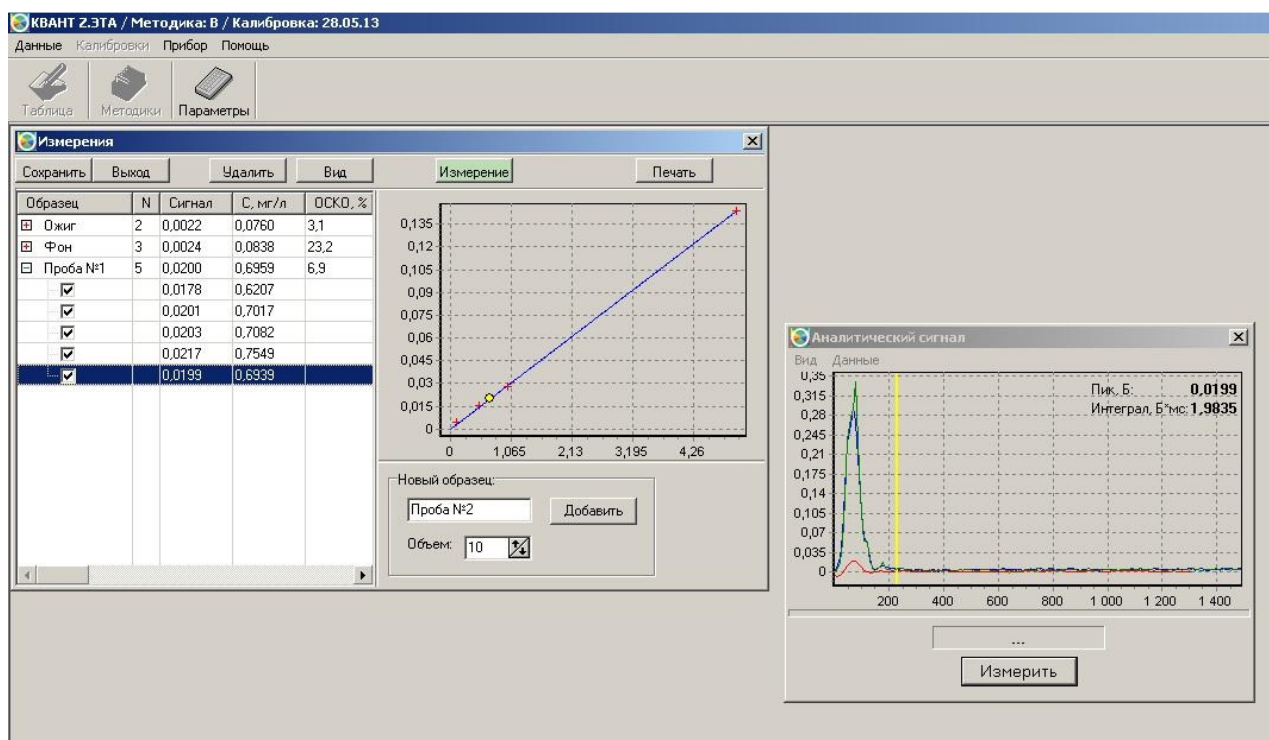 КВАНТ Z.ЭТА / Методика: В / Калибровка: 28.05.13
Данные Калибровки Прибор Помощь
Таблица Методики Параметры
Измерения
Сохранить Выход Удалить Вид Измерение Печать
Образец N Сигнал С, мг/л ОСКО, %
Ожиг 2 0,0022 0,0760 3,1
Фон 3 0,0024 0,0838 23,2
Проба №1 5 0,0200 0,6959 6,9
0,0178 0,6207
0,0201 0,7017
0,0203 0,7082
0,0217 0,7549
0,0199 0,6939
0,135
0,12
0,105
0,09
0,075
0,06
0,045
0,03
0,015
0
0 1,065 2,13 3,195 4,26
Новый образец:
Проба №2 Добавить
Объем: 10
Аналитический сигнал
Вид Данные
Пик, Б: 0,0199
Интеграл, Б*мс: 1,9835
0,35
0,315
0,28
0,245
0,21
0,175
0,14
0,105
0,07
0,035
0
200 400 600 800 1 000 1 200 1 400
...
Измерить